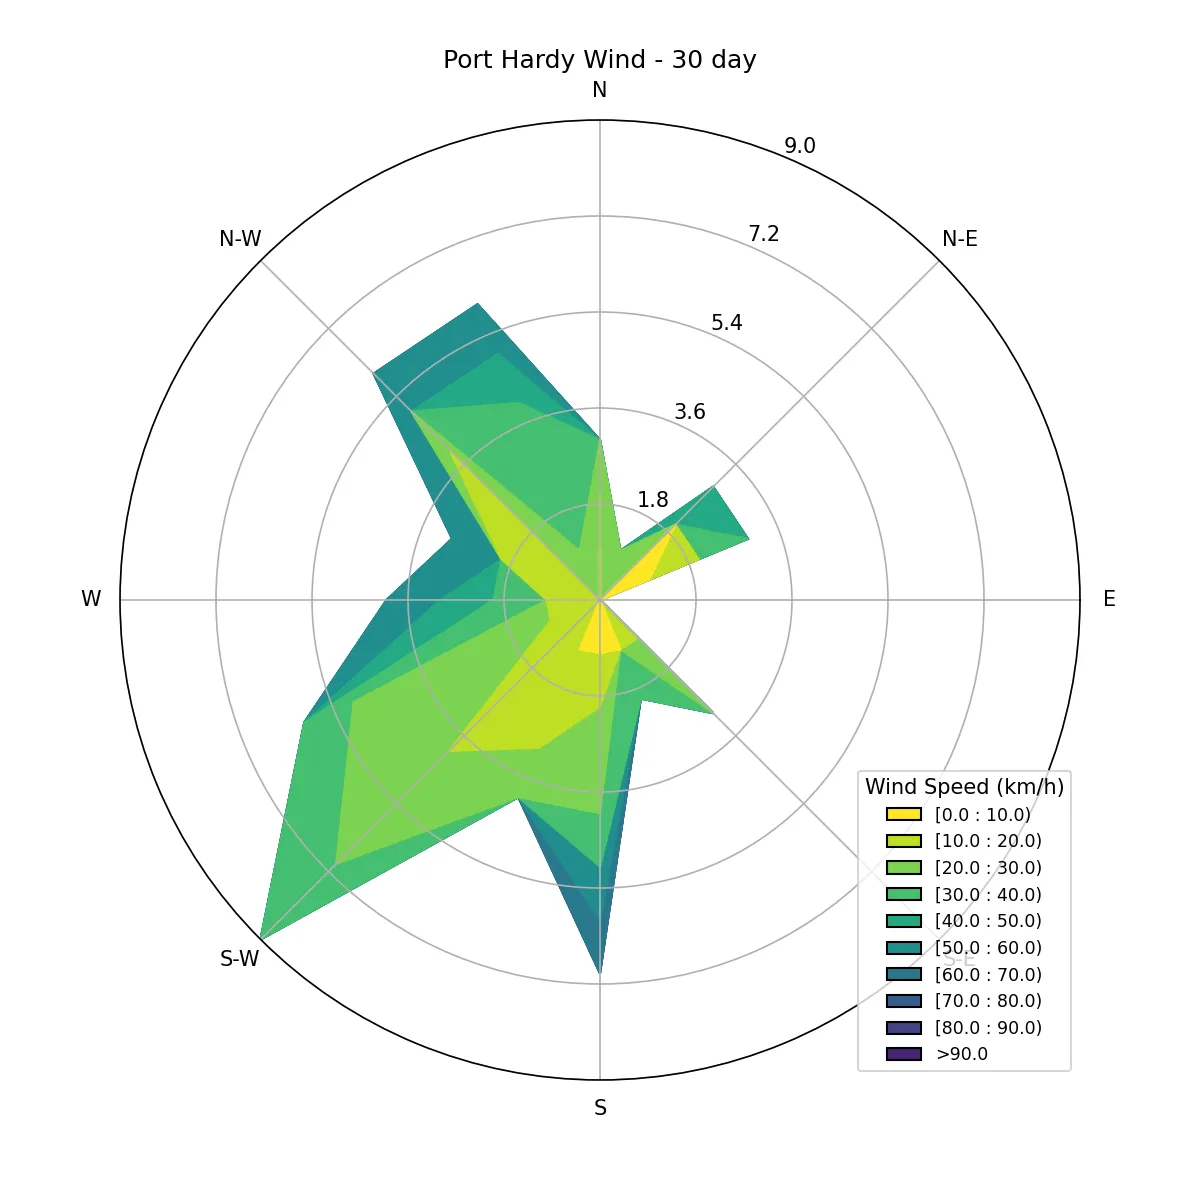 Port Hardy Wind - 30 day
N
9.0
N-W
7.2
N-E
5.4
3.6
1.8
W
E
S-W
S-E
S
Wind Speed (km/h)
[0.0 : 10.0)
[10.0 : 20.0)
[20.0 : 30.0)
[30.0 : 40.0)
[40.0 : 50.0)
[50.0 : 60.0)
[60.0 : 70.0)
[70.0 : 80.0)
[80.0 : 90.0)
>90.0